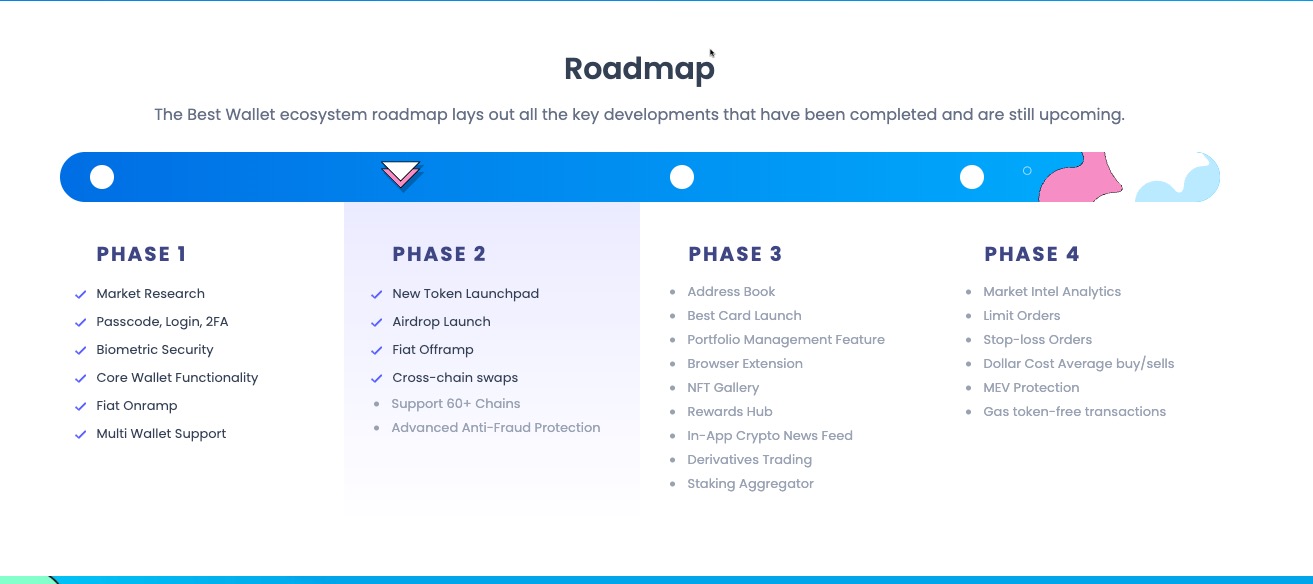 Roadmap
The Best Wallet ecosystem roadmap lays out all the key developments that have been completed and are still upcoming.
PHASE 1
Market Research
Passcode, Login, 2FA
Biometric Security
Core Wallet Functionality
Fiat Onramp
Multi Wallet Support
PHASE 2
New Token Launchpad
Airdrop Launch
Fiat Offramp
Cross-chain swaps
Support 60+ Chains
Advanced Anti-Fraud Protection
PHASE 3
Address Book
Best Card Launch
Portfolio Management Feature
Browser Extension
NFT Gallery
Rewards Hub
In-App Crypto News Feed
Derivatives Trading
Staking Aggregator
PHASE 4
Market Intel Analytics
Limit Orders
Stop-loss Orders
Dollar Cost Average buy/sells
MEV Protection
Gas token-free transactions